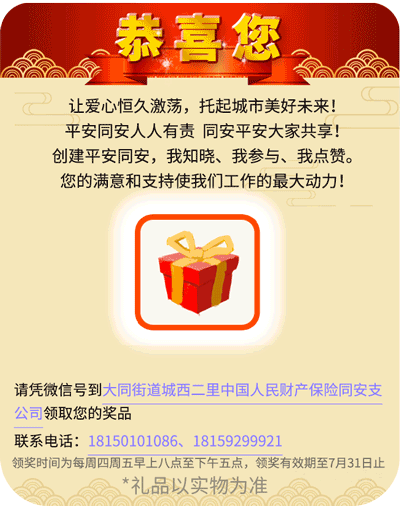 恭喜您
让爱心恒久激荡，托起城市美好未来！
平安同安人人有责 同安平安大家共享！
创建平安同安，我知晓、我参与、我点赞。
您的满意和支持使我们工作的最大动力！
请凭微信号到大同街道城西二里中国人民财产保险同安支
公司领取您的奖品
联系电话：18150101086、18159299921
领奖时间为每周四周五早上八点至下午五点，领奖有效期至7月31日止
*礼品以实物为准